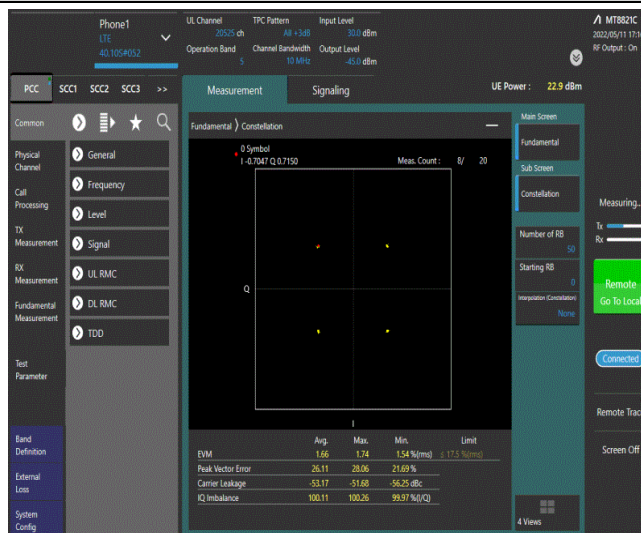 Phone1
LTE
40.10S#052
UL Channel
20525 ch
Operation Band
5
TPC Pattern
All +3dB
Channel Bandwidth
10 MHz
Input Level
30.0 dBm
Output Level
-45.0 dBm
MT8821C
2022/05/11 17:1
RF Output : On
PCC SCC1 SCC2 SCC3 >>
Measurement Signaling
UE Power : 22.9 dBm
Common
Physical
Channel
Call
Processing
TX
Measurement
RX
Measurement
Fundamental
Measurement
Test
Parameter
Band
Definition
External
Loss
System
Config
General
Frequency
Level
Signal
UL RMC
DL RMC
TDD
Fundamental Constellation
0 Symbol
I -0.7047 Q 0.7150
Meas. Count : 8/ 20
Q
I
Avg. Max. Min. Limit
EVM 1.66 1.74 1.54 %(rms) ≤ 17.5 %(rms)
Peak Vector Error 26.11 28.06 21.69 %
Carrier Leakage -53.17 -51.68 -56.25 dBc
IQ Imbalance 100.11 100.26 99.97 %(I/Q)
Main Screen
Fundamental
Sub Screen
Constellation
Number of RB
50
Starting RB
0
Interpolation (Constellation)
None
4 Views
Measuring...
Tx
Rx
Remote
Go To Local
Connected
Remote Trac
Screen Off